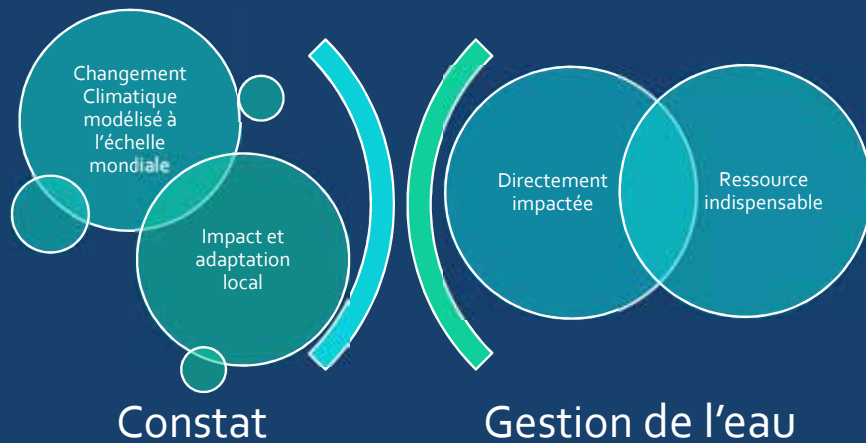 Changement
Climatique
modélisé à
l'échelle
mondiale
Impact et
adaptation
local
Constat
Directement
impactée
Ressource
indispensable
Gestion de l'eau